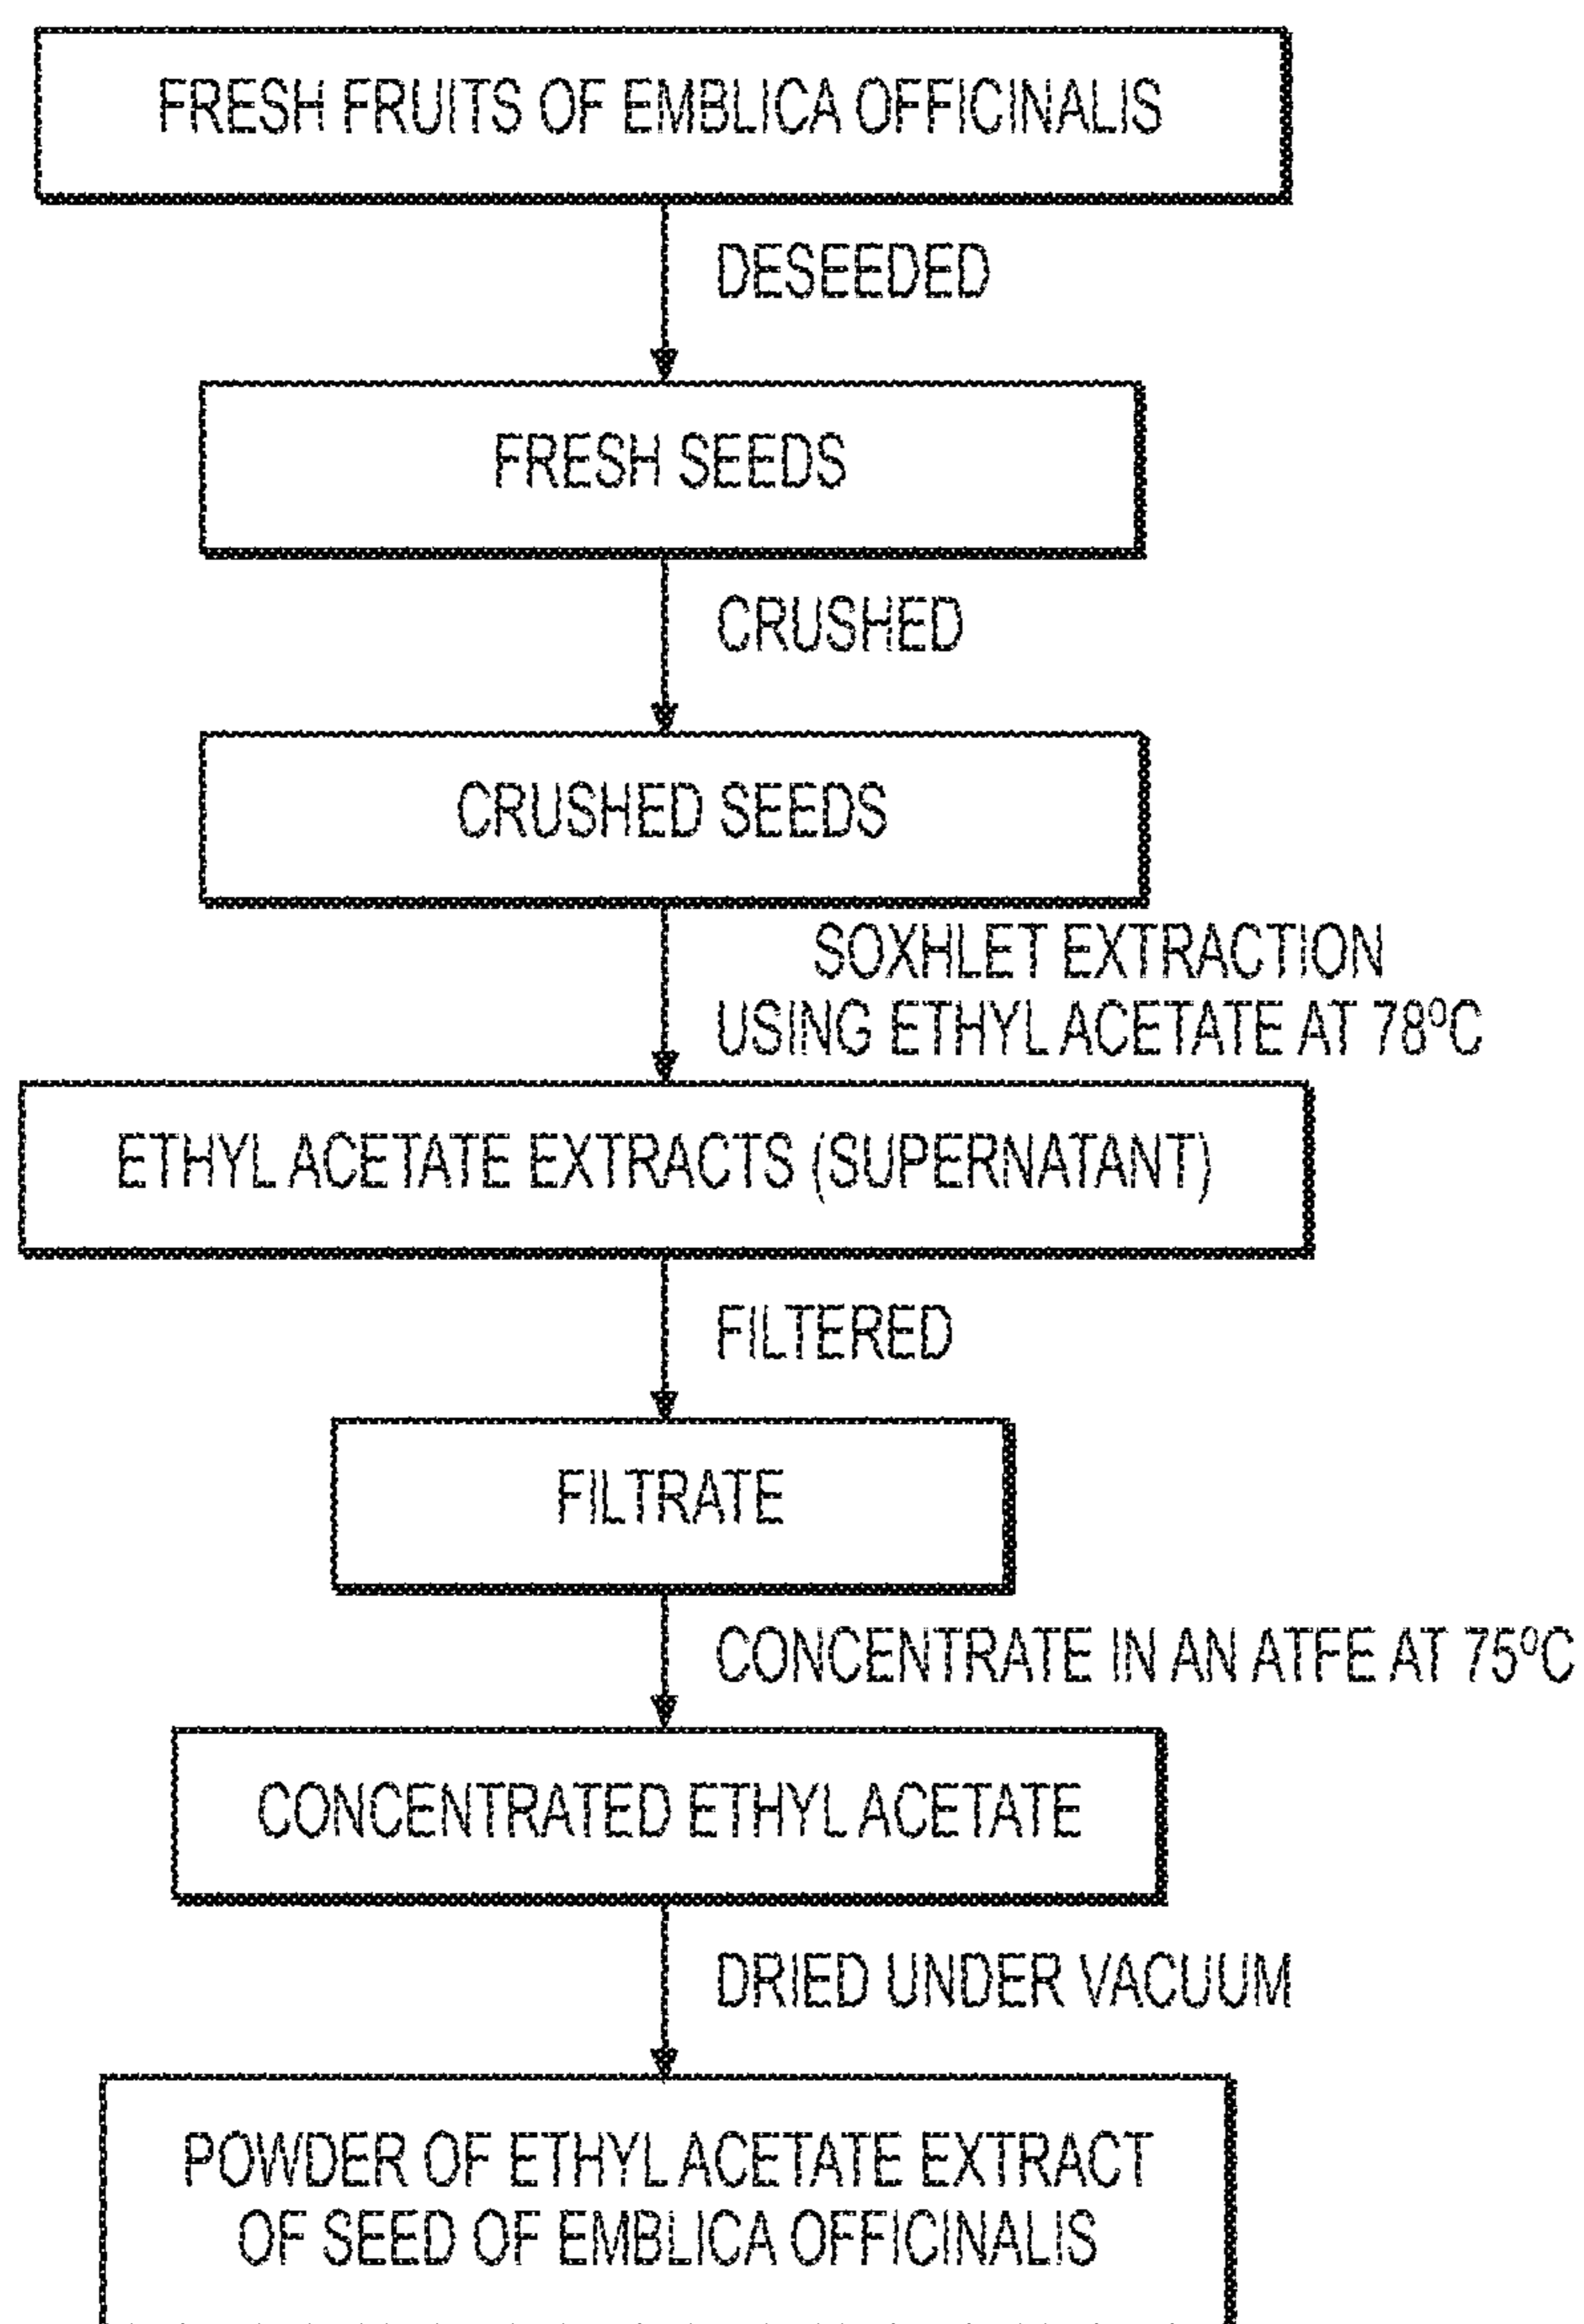 FRESH FRUITS OF EMBLICA OFFICINALIS
DESEEDED
FRESH SEEDS
CRUSHED
CRUSHED SEEDS
SOXHLET EXTRACTION
USING ETHYL ACETATE AT 78ºC
ETHYL ACETATE EXTRACTS (SUPERNATANT)
FILTERED
FILTRATE
CONCENTRATE IN AN ATFE AT 75ºC
CONCENTRATED ETHYL ACETATE
DRIED UNDER VACUUM
POWDER OF ETHYL ACETATE EXTRACT
OF SEED OF EMBLICA OFFICINALIS